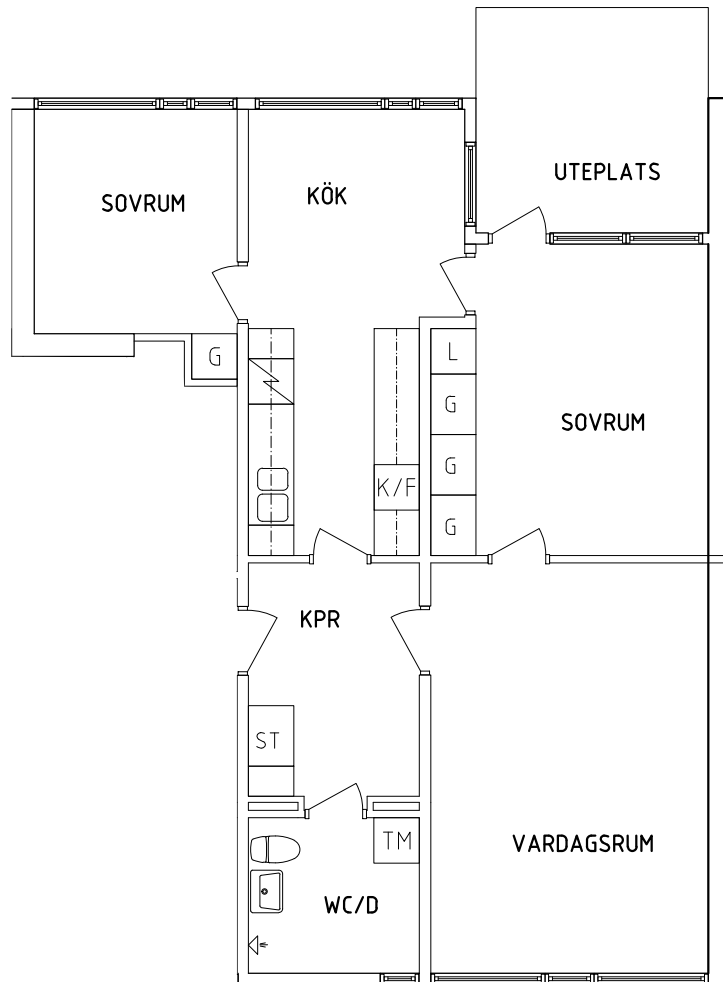 UTEPLATS
SOVRUM
KÖK
G
L
G
SOVRUM
G
K/F
G
KPR
ST
TM
VARDAGSRUM
WC/D